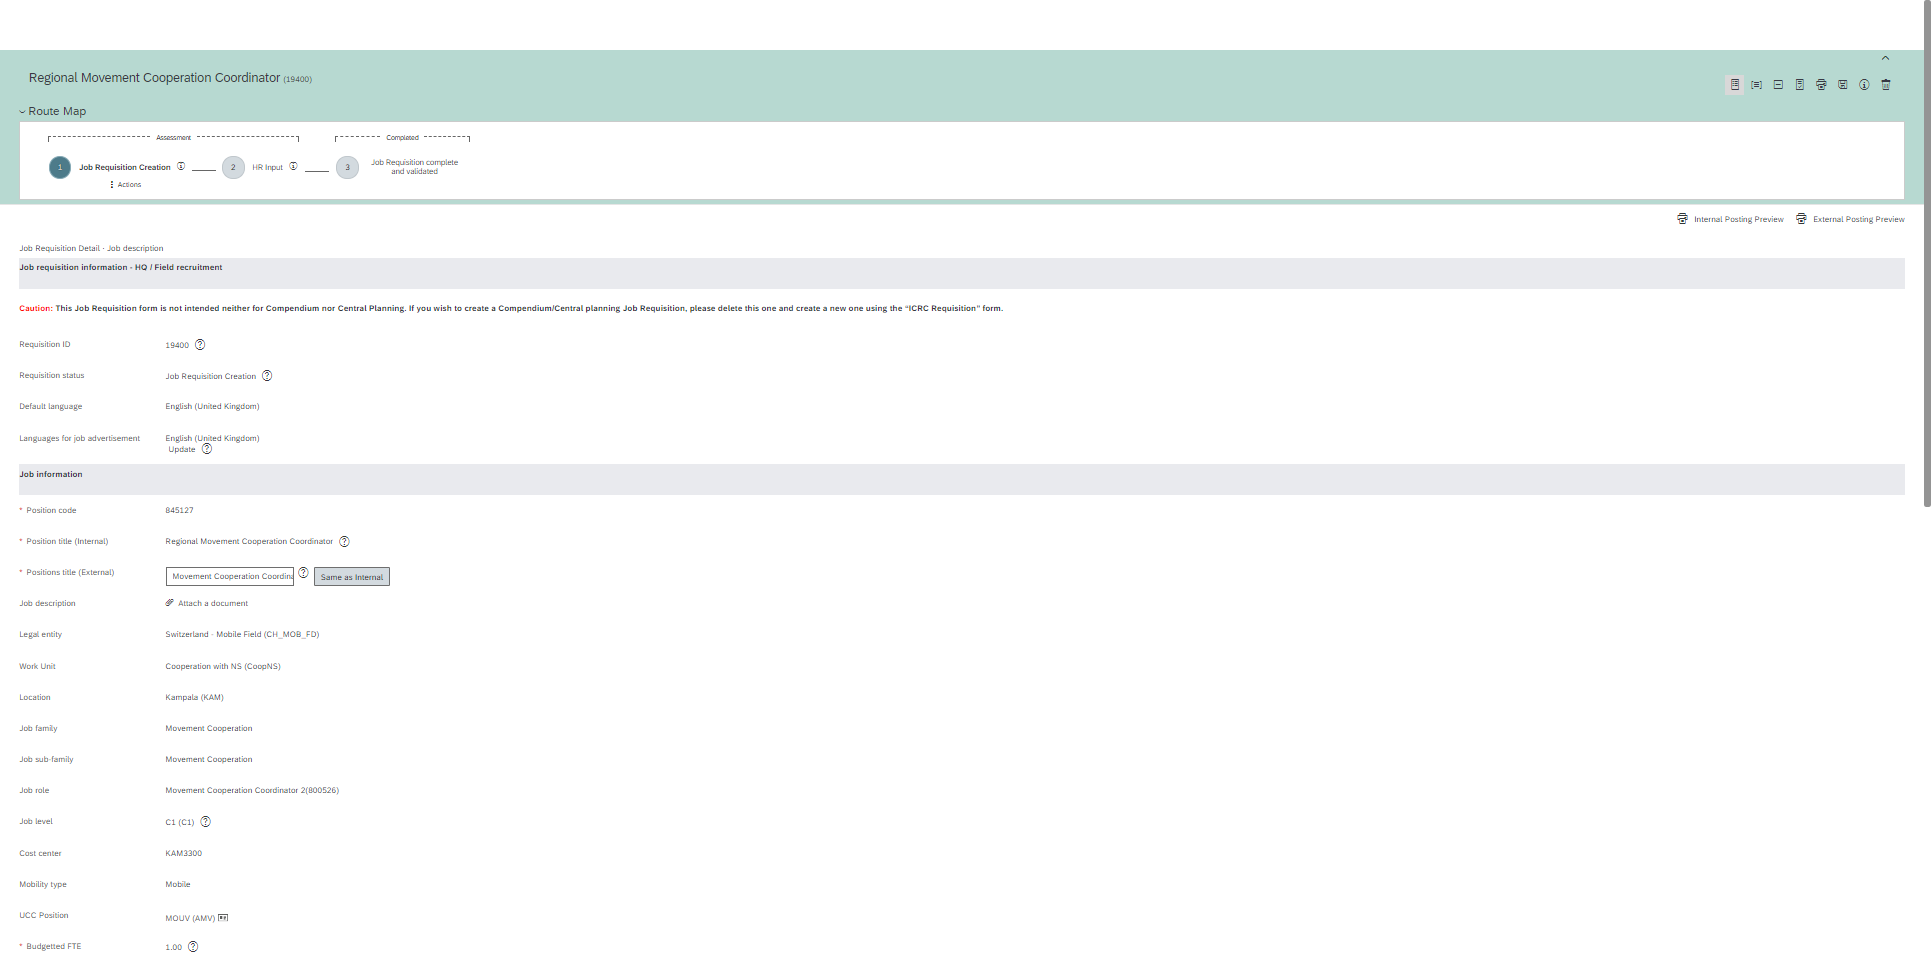 Regional Movement Cooperation Coordinator (19400)
Route Map
Assessment
Completed
1 Job Requisition Creation
2 HR Input
3 Job Requisition complete
and validated
Actions
Internal Posting Preview
External Posting Preview
Job Requisition Detail - Job description
Job requisition information - HQ / Field recruitment
Caution: This Job Requisition form is not intended neither for Compendium nor Central Planning. If you wish to create a Compendium/Central planning Job Requisition, please delete this one and create a new one using the "ICRC Requisition" form.
Requisition ID 19400
Requisition status Job Requisition Creation
Default language English (United Kingdom)
Languages for job advertisement English (United Kingdom)
Update
Job information
* Position code 845127
* Position title (Internal) Regional Movement Cooperation Coordinator
* Positions title (External) Movement Cooperation Coordina Same as Internal
Job description Attach a document
Legal entity Switzerland - Mobile Field (CH_MOB_FD)
Work Unit Cooperation with NS (CoopNS)
Location Kampala (KAM)
Job family Movement Cooperation
Job sub-family Movement Cooperation
Job role Movement Cooperation Coordinator 2(800526)
Job level C1 (C1)
Cost center KAM3300
Mobility type Mobile
UCC Position MOUV (AMV)
* Budgetted FTE 1.00